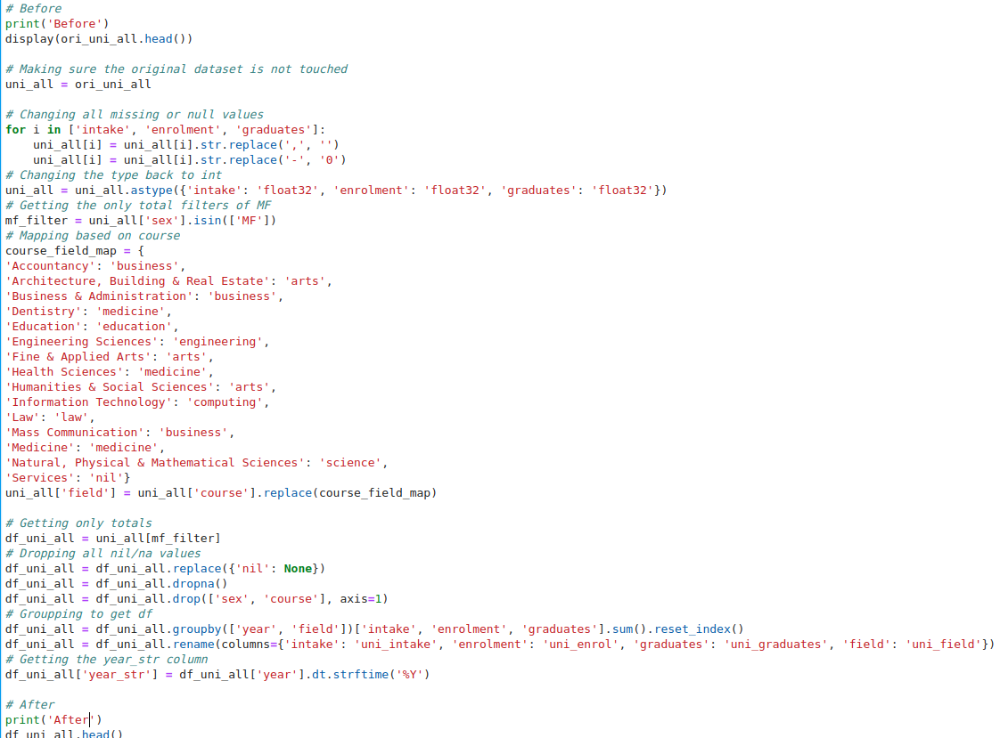 # Before
print('Before')
display(ori_uni_all.head())

# Making sure the original dataset is not touched
uni_all = ori_uni_all

# Changing all missing or null values
for i in ['intake', 'enrolment', 'graduates']:
    uni_all[i] = uni_all[i].str.replace(',', '')
    uni_all[i] = uni_all[i].str.replace('-', '0')
# Changing the type back to int
uni_all = uni_all.astype({'intake': 'float32', 'enrolment': 'float32', 'graduates': 'float32'})
# Getting the only total filters of MF
mf_filter = uni_all['sex'].isin(['MF'])
# Mapping based on course
course_field_map = {
'Accountancy': 'business',
'Architecture, Building & Real Estate': 'arts',
'Business & Administration': 'business',
'Dentistry': 'medicine',
'Education': 'education',
'Engineering Sciences': 'engineering',
'Fine & Applied Arts': 'arts',
'Health Sciences': 'medicine',
'Humanities & Social Sciences': 'arts',
'Information Technology': 'computing',
'Law': 'law',
'Mass Communication': 'business',
'Medicine': 'medicine',
'Natural, Physical & Mathematical Sciences': 'science',
'Services': 'nil'}
uni_all['field'] = uni_all['course'].replace(course_field_map)

# Getting only totals
df_uni_all = uni_all[mf_filter]
# Dropping all nil/na values
df_uni_all = df_uni_all.replace({'nil': None})
df_uni_all = df_uni_all.dropna()
df_uni_all = df_uni_all.drop(['sex', 'course'], axis=1)
# Groupping to get df
df_uni_all = df_uni_all.groupby(['year', 'field'])['intake', 'enrolment', 'graduates'].sum().reset_index()
df_uni_all = df_uni_all.rename(columns={'intake': 'uni_intake', 'enrolment': 'uni_enrol', 'graduates': 'uni_graduates', 'field': 'uni_field'})
# Getting the year_str column
df_uni_all['year_str'] = df_uni_all['year'].dt.strftime('%Y')

# After
print('After')
df_uni_all.head()